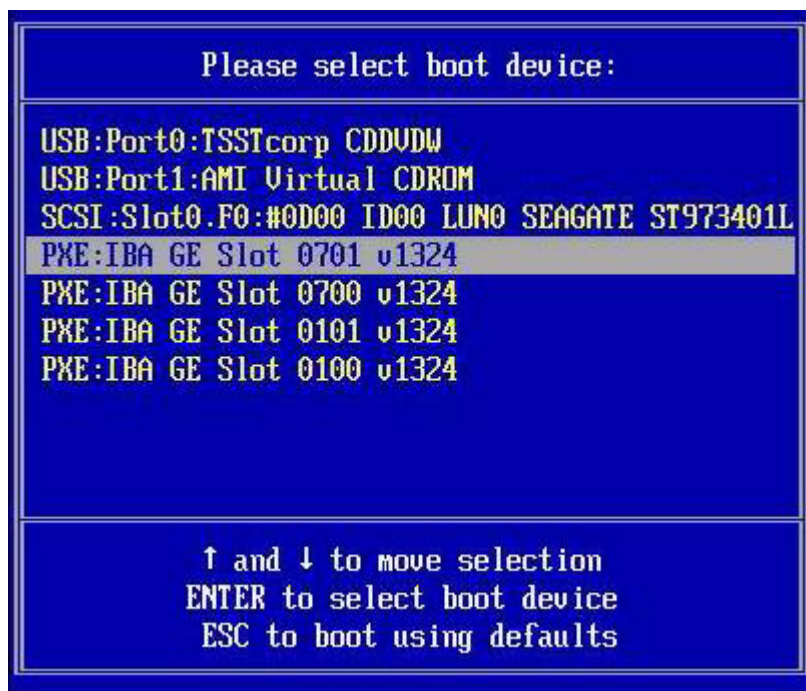 Please select boot device:
USB:Port0:TSSTcorp CDDVDW
USB:Port1:AMI Virtual CDROM
SCSI:Slot0.F0:#0D00 ID00 LUN0 SEAGATE ST973401L
PXE:IBA GE Slot 0701 v1324
PXE:IBA GE Slot 0700 v1324
PXE:IBA GE Slot 0101 v1324
PXE:IBA GE Slot 0100 v1324
↑ and ↓ to move selection
ENTER to select boot device
ESC to boot using defaults